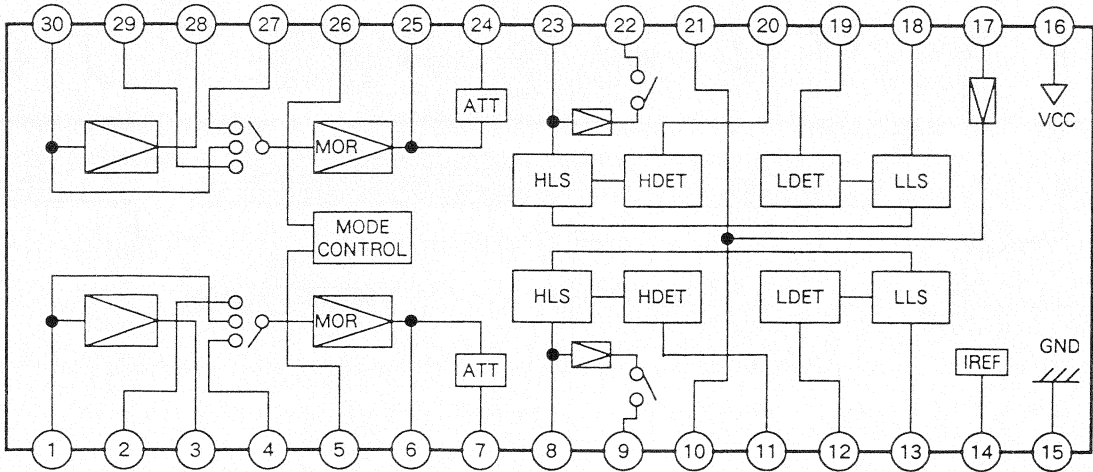 30 29 28 27 26 25 24 23 22 21 20 19 18 17 16
ATT
VCC
MOR
HLS HDET LDET LLS
MODE
CONTROL
HLS HDET LDET LLS
MOR
GND
ATT
IREF
1 2 3 4 5 6 7 8 9 10 11 12 13 14 15